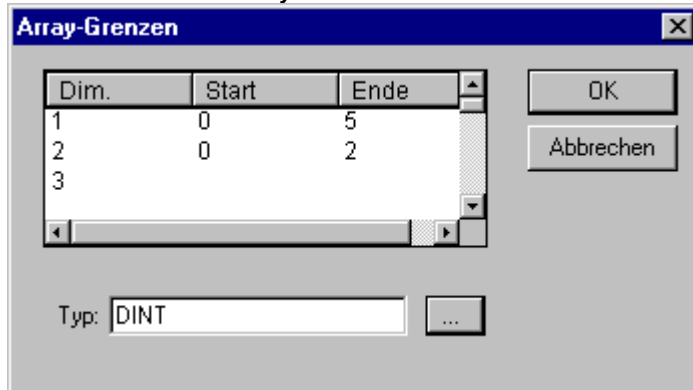 Array-Grenzen
Dim. Start Ende
1 0 5
2 0 2
3
OK
Abbrechen
Typ: DINT ...